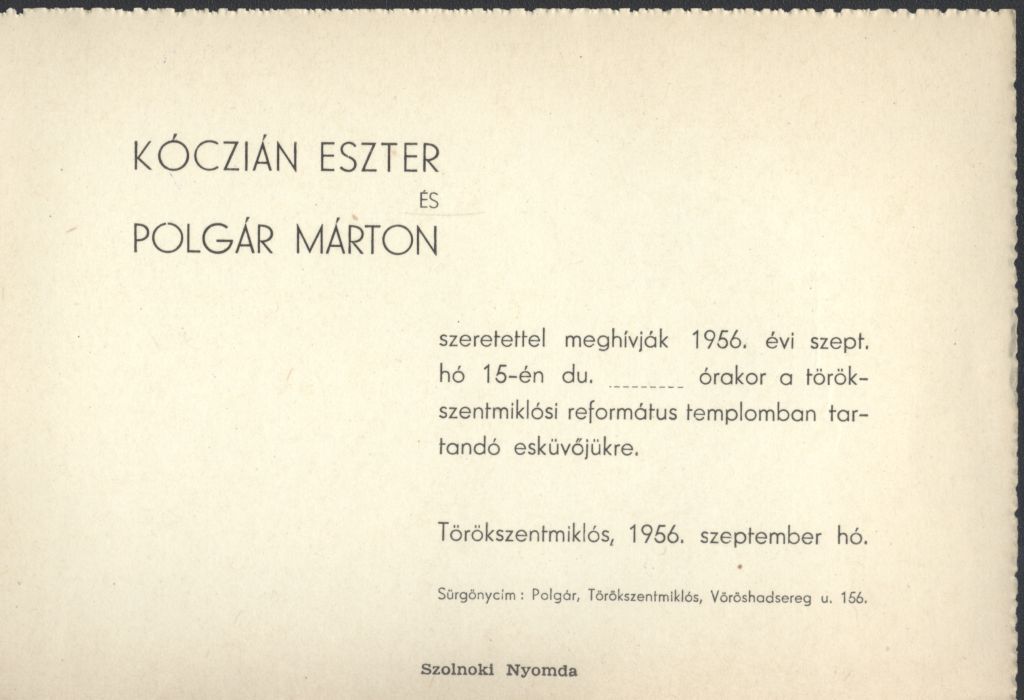 KÓCZIÁN ESZTER
ÉS
POLGÁR MÁRTON
szeretettel meghívják 1956. évi szept.
hó 15-én du. ......... órakor a török-
szentmiklósi református templomban tar-
tandó esküvőjükre.
Törökszentmiklós, 1956. szeptember hó.
Sürgönycím : Polgár, Törökszentmiklós, Vöröshadsereg u. 156.
Szolnoki Nyomda